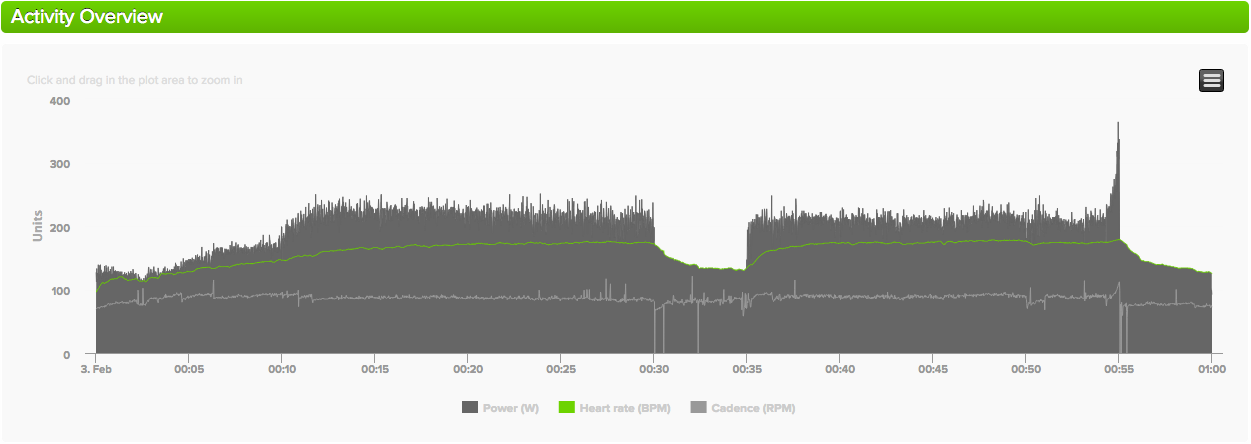 Activity Overview
Click and drag in the plot area to zoom in
400
300
200
100
0
Units
3. Feb 00:05 00:10 00:15 00:20 00:25 00:30 00:35 00:40 00:45 00:50 00:55 01:00
Power (W) Heart rate (BPM) Cadence (RPM)